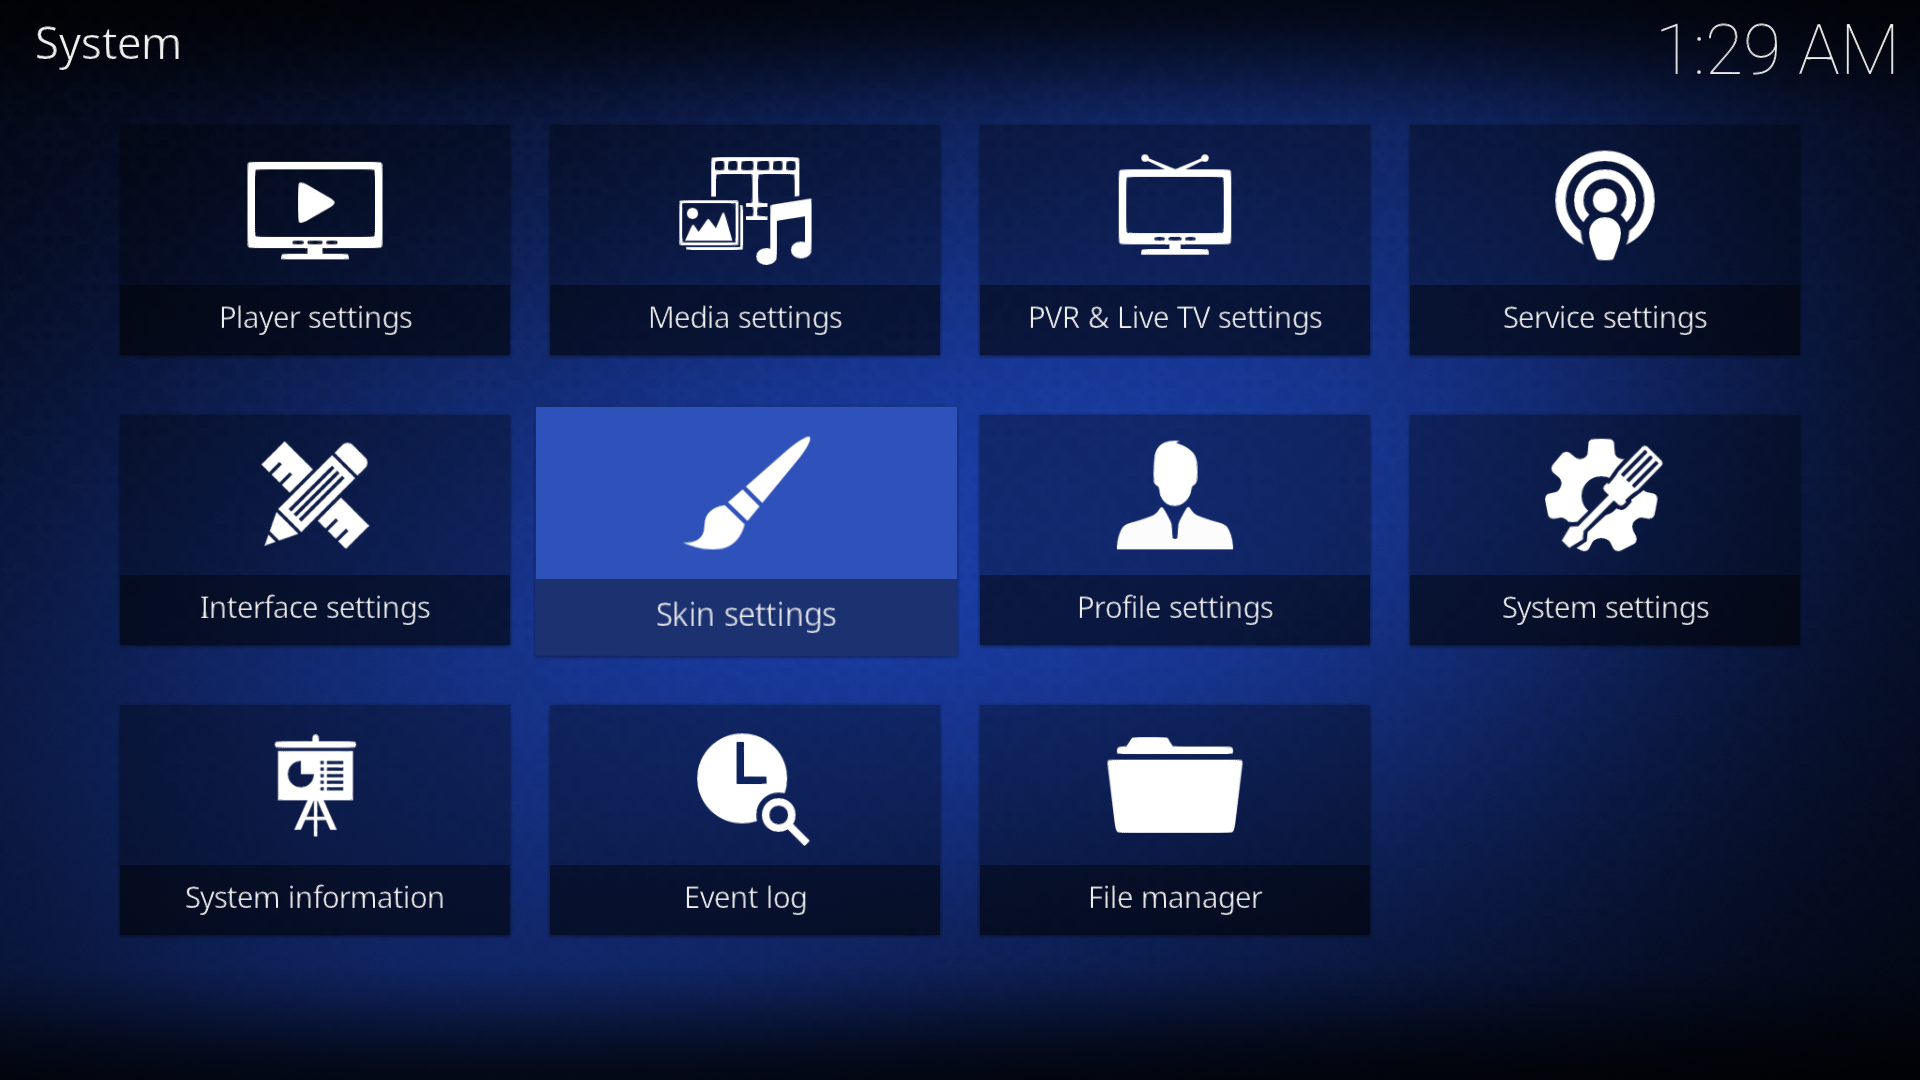 System
1:29 AM
Player settings
Media settings
PVR & Live TV settings
Service settings
Interface settings
Skin settings
Profile settings
System settings
System information
Event log
File manager